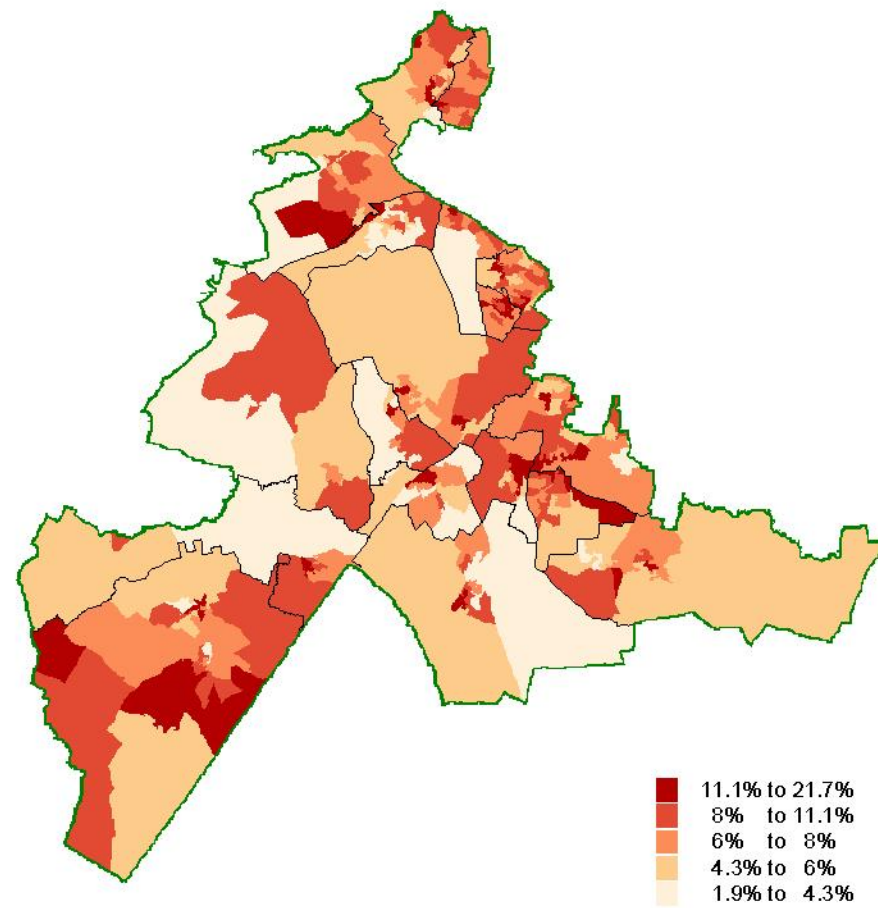 11.1% to 21.7%
8% to 11.1%
6% to 8%
4.3% to 6%
1.9% to 4.3%